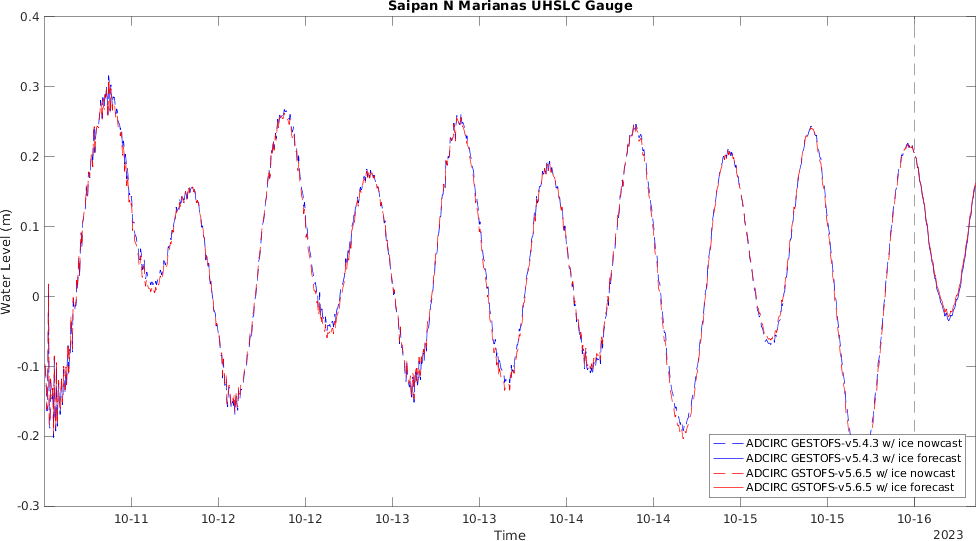 Saipan N Marianas UHSLC Gauge
0.4
0.3
0.2
0.1
0
-0.1
-0.2
-0.3
Water Level (m)
ADCIRC GESTOFS-v5.4.3 w/ ice nowcast
ADCIRC GESTOFS-v5.4.3 w/ ice forecast
ADCIRC GSTOFS-v5.6.5 w/ ice nowcast
ADCIRC GSTOFS-v5.6.5 w/ ice forecast
10-11 10-12 10-12 10-13 10-13 10-14 10-14 10-15 10-15 10-16
Time
2023